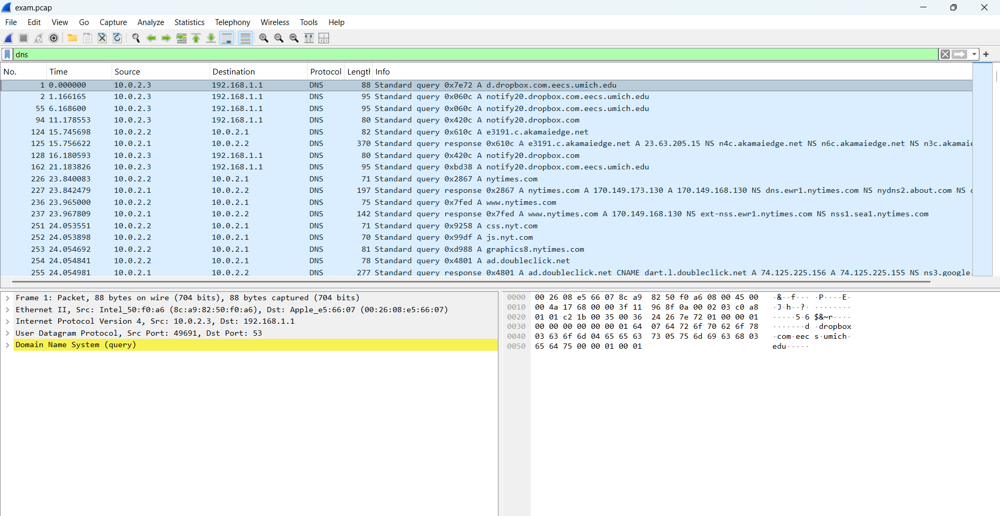 exam.pcap
File Edit View Go Capture Analyze Statistics Telephony Wireless Tools Help
dns
No. Time Source Destination Protocol Length Info
1 0.000000 10.0.2.3 192.168.1.1 DNS 88 Standard query 0x7e72 A d.dropbox.com.eecs.umich.edu
2 1.166165 10.0.2.3 192.168.1.1 DNS 95 Standard query 0x060c A notify20.dropbox.com.eecs.umich.edu
55 6.168600 10.0.2.3 192.168.1.1 DNS 95 Standard query 0x060c A notify20.dropbox.com.eecs.umich.edu
94 11.178553 10.0.2.3 192.168.1.1 DNS 80 Standard query 0x420c A notify20.dropbox.com
124 15.745698 10.0.2.2 10.0.2.1 DNS 82 Standard query 0x610c A e3191.c.akamaiedge.net
125 15.756622 10.0.2.1 10.0.2.2 DNS 370 Standard query response 0x610c A e3191.c.akamaiedge.net A 23.63.205.15 NS n4c.akamaiedge.net NS n6c.akamaiedge.net NS n3c.akamaie
128 16.180593 10.0.2.3 192.168.1.1 DNS 80 Standard query 0x420c A notify20.dropbox.com
162 21.183826 10.0.2.3 192.168.1.1 DNS 95 Standard query 0xbd38 A notify20.dropbox.com.eecs.umich.edu
226 23.840083 10.0.2.2 10.0.2.1 DNS 71 Standard query 0x2867 A nytimes.com
227 23.842479 10.0.2.1 10.0.2.2 DNS 197 Standard query response 0x2867 A nytimes.com A 170.149.173.130 A 170.149.168.130 NS dns.ewr1.nytimes.com NS nydns2.about.com NS
236 23.965000 10.0.2.2 10.0.2.1 DNS 75 Standard query 0x7fed A www.nytimes.com
237 23.967809 10.0.2.1 10.0.2.2 DNS 142 Standard query response 0x7fed A www.nytimes.com A 170.149.168.130 NS ext-nss.ewr1.nytimes.com NS nss1.sea1.nytimes.com
251 24.053551 10.0.2.2 10.0.2.1 DNS 71 Standard query 0x9258 A css.nyt.com
252 24.053898 10.0.2.2 10.0.2.1 DNS 70 Standard query 0x99df A js.nyt.com
253 24.054692 10.0.2.2 10.0.2.1 DNS 81 Standard query 0xd988 A graphics8.nytimes.com
254 24.054841 10.0.2.2 10.0.2.1 DNS 78 Standard query 0x4801 A ad.doubleclick.net
255 24.054981 10.0.2.1 10.0.2.2 DNS 277 Standard query response 0x4801 A ad.doubleclick.net CNAME dart.l.doubleclick.net A 74.125.225.156 A 74.125.225.155 NS ns3.google.
Frame 1: Packet, 88 bytes on wire (704 bits), 88 bytes captured (704 bits)
Ethernet II, Src: Intel_50:f0:a6 (8c:a9:82:50:f0:a6), Dst: Apple_e5:66:07 (00:26:08:e5:66:07)
Internet Protocol Version 4, Src: 10.0.2.3, Dst: 192.168.1.1
User Datagram Protocol, Src Port: 49691, Dst Port: 53
Domain Name System (query)
0000 00 26 08 e5 66 07 8c a9 82 50 f0 a6 08 00 45 00 ·&··f··· ·P····E·
0010 00 4a 17 68 00 00 3f 11 96 8f 0a 00 02 03 c0 a8 ·J·h··?· ········
0020 01 01 c2 1b 00 35 00 36 24 26 7e 72 01 00 00 01 ·····5·6 $&~r····
0030 00 00 00 00 00 00 01 64 07 64 72 6f 70 62 6f 78 ·······d ·dropbox
0040 03 63 6f 6d 04 65 65 63 73 05 75 6d 69 63 68 03 ·com·eec s·umich·
0050 65 64 75 00 00 01 00 01 edu·····